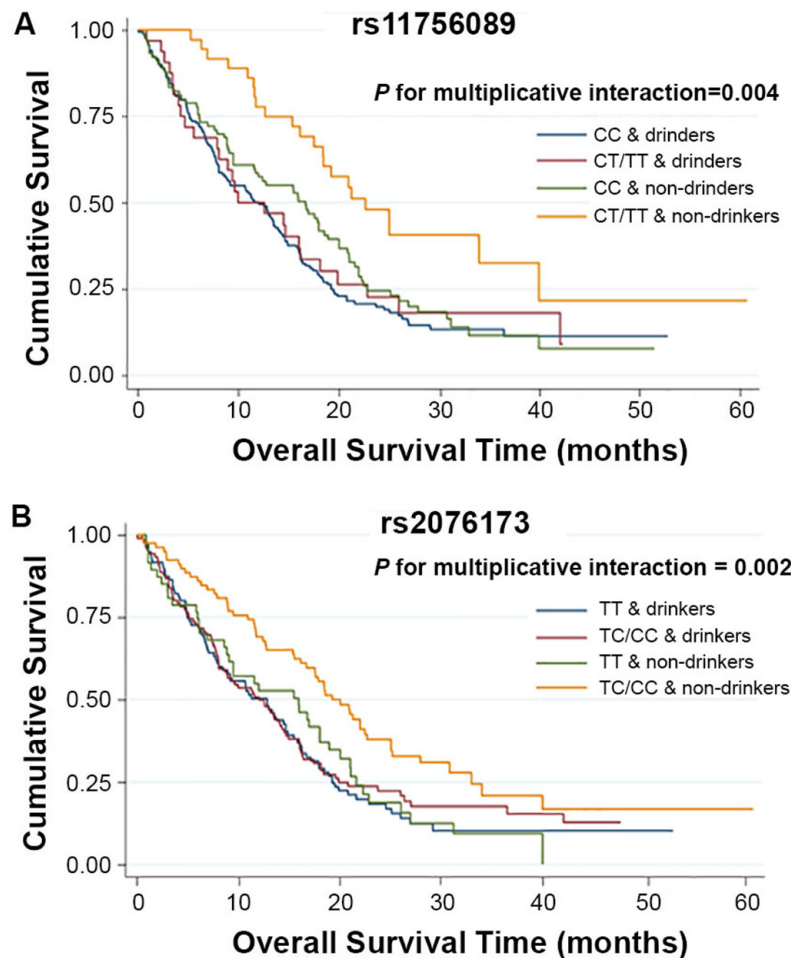 A
rs11756089
P for multiplicative interaction=0.004
CC & drinders
CT/TT & drinders
CC & non-drinders
CT/TT & non-drinkers
Cumulative Survival
1.00
0.75
0.50
0.25
0.00
0 10 20 30 40 50 60
Overall Survival Time (months)
B
rs2076173
P for multiplicative interaction = 0.002
TT & drinkers
TC/CC & drinkers
TT & non-drinkers
TC/CC & non-drinkers
Cumulative Survival
1.00
0.75
0.50
0.25
0.00
0 10 20 30 40 50 60
Overall Survival Time (months)